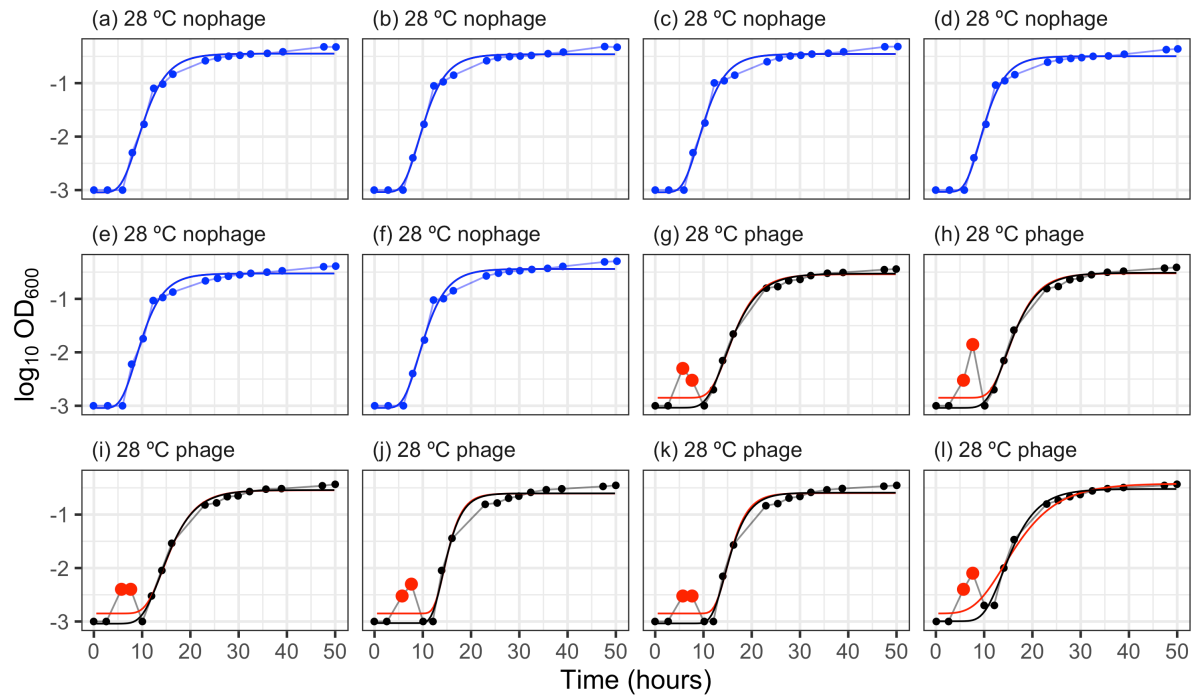 (a) 28 ºC nophage
(b) 28 ºC nophage
(c) 28 ºC nophage
(d) 28 ºC nophage
-1
-2
-3
(e) 28 ºC nophage
(f) 28 ºC nophage
(g) 28 ºC phage
(h) 28 ºC phage
-1
-2
-3
log₁₀ OD₆₀₀
(i) 28 ºC phage
(j) 28 ºC phage
(k) 28 ºC phage
(l) 28 ºC phage
-1
-2
-3
0 10 20 30 40 50
0 10 20 30 40 50
0 10 20 30 40 50
0 10 20 30 40 50
Time (hours)